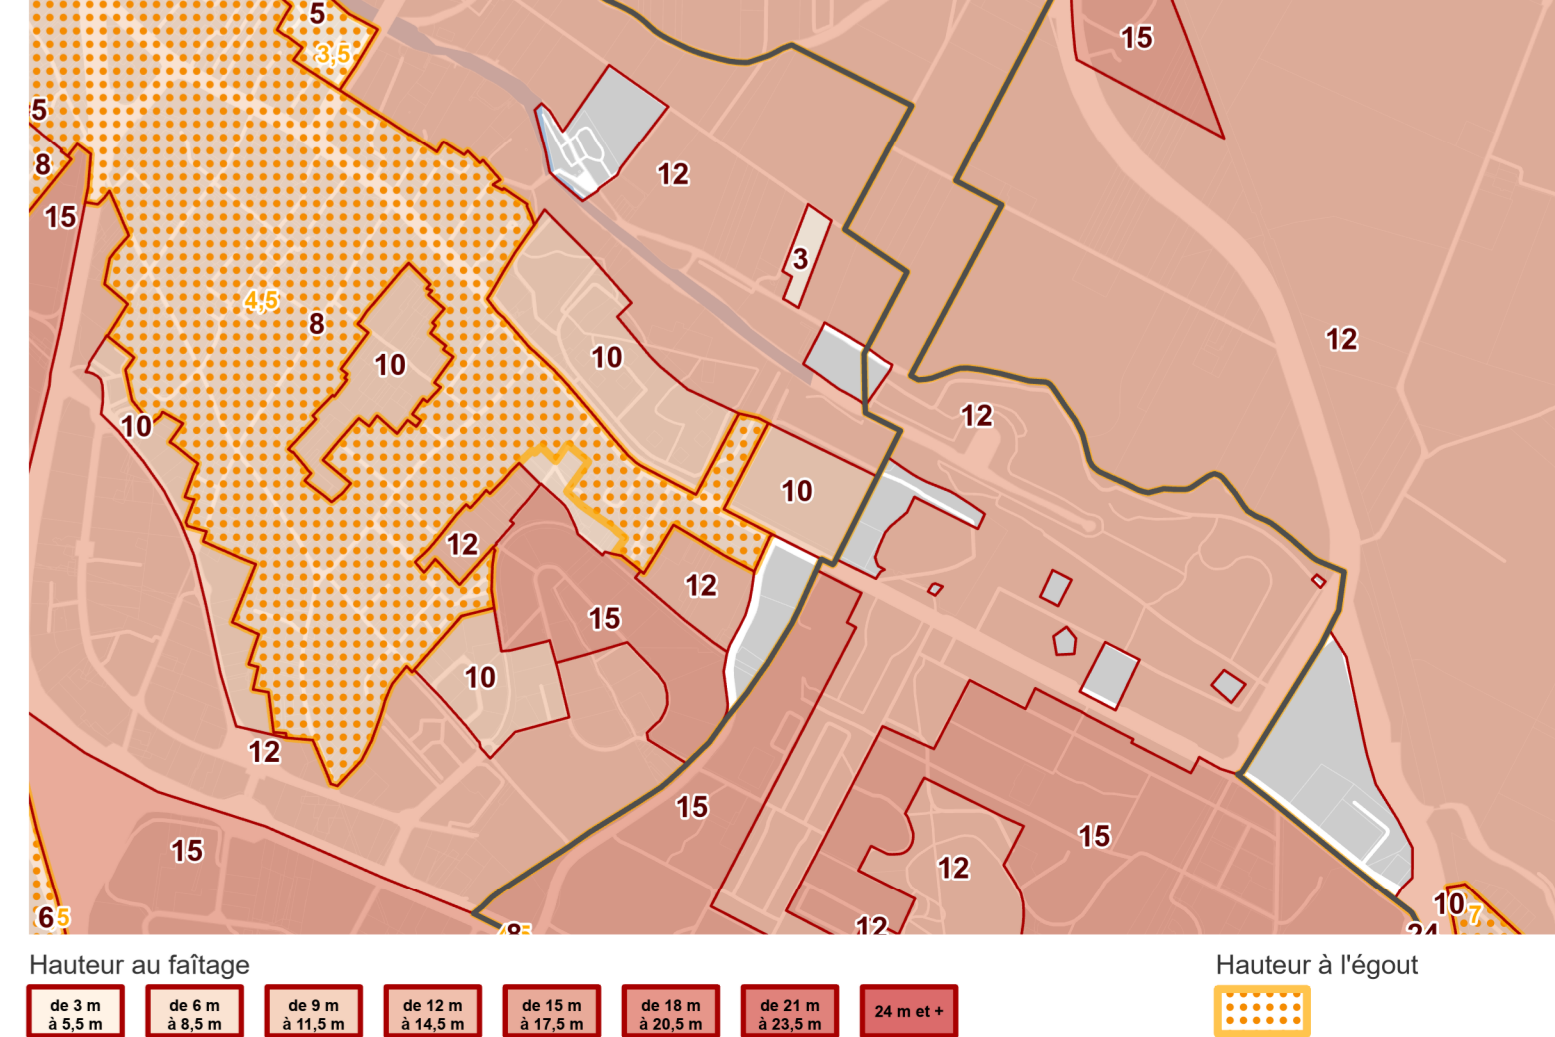 5
3,5
15
5
8
12
15
3
4,5
8
12
10
10
10
12
10
12
12
15
10
12
15
15
15
12
6 5
12
10
7
24
Hauteur au faîtage
Hauteur à l'égout
de 3 m
à 5,5 m
de 6 m
à 8,5 m
de 9 m
à 11,5 m
de 12 m
à 14,5 m
de 15 m
à 17,5 m
de 18 m
à 20,5 m
de 21 m
à 23,5 m
24 m et +